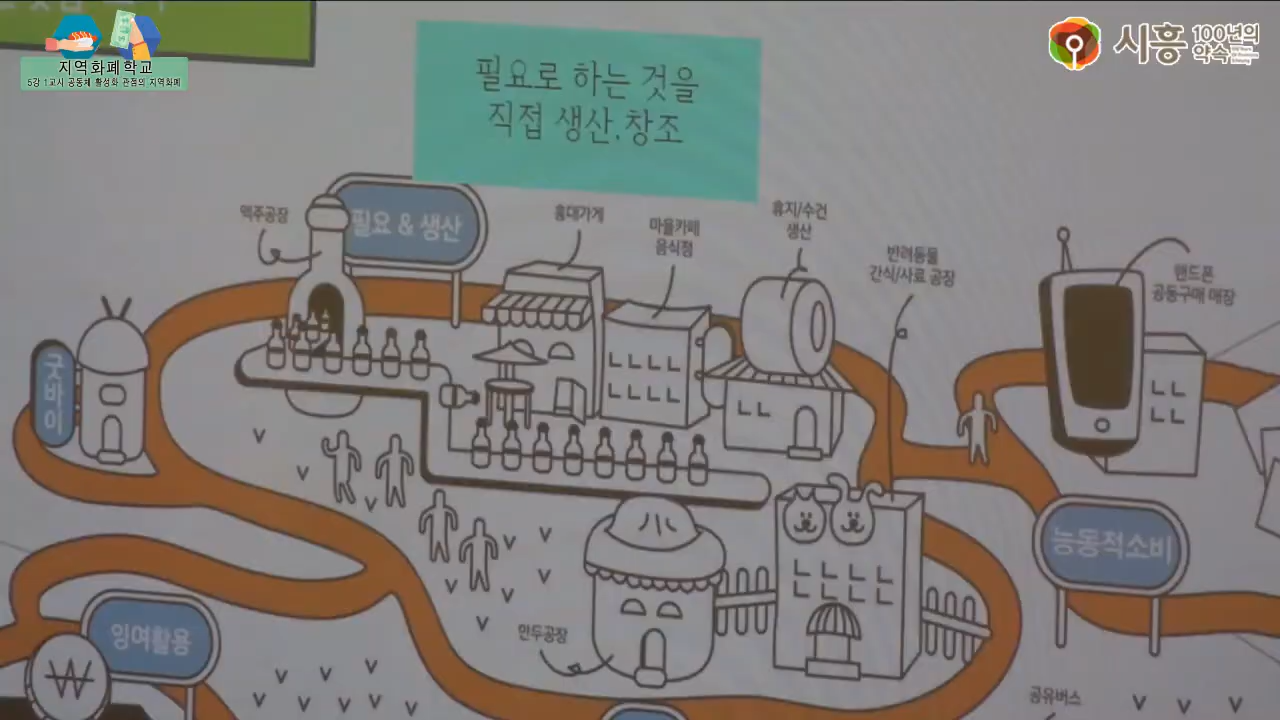 지역화폐학교
5강 1교시 공동체 활성화 관점의 지역화폐
시흥
100년의
약속
필요로 하는 것을
직접 생산.창조
맥주공장
필요 & 생산
흥대가게
마을카페
음식점
휴지/수건
생산
반려동물
간식/사료 공장
핸드폰
공동구매 매장
굿바이
능동적소비
만두공장
잉여활용
공유버스